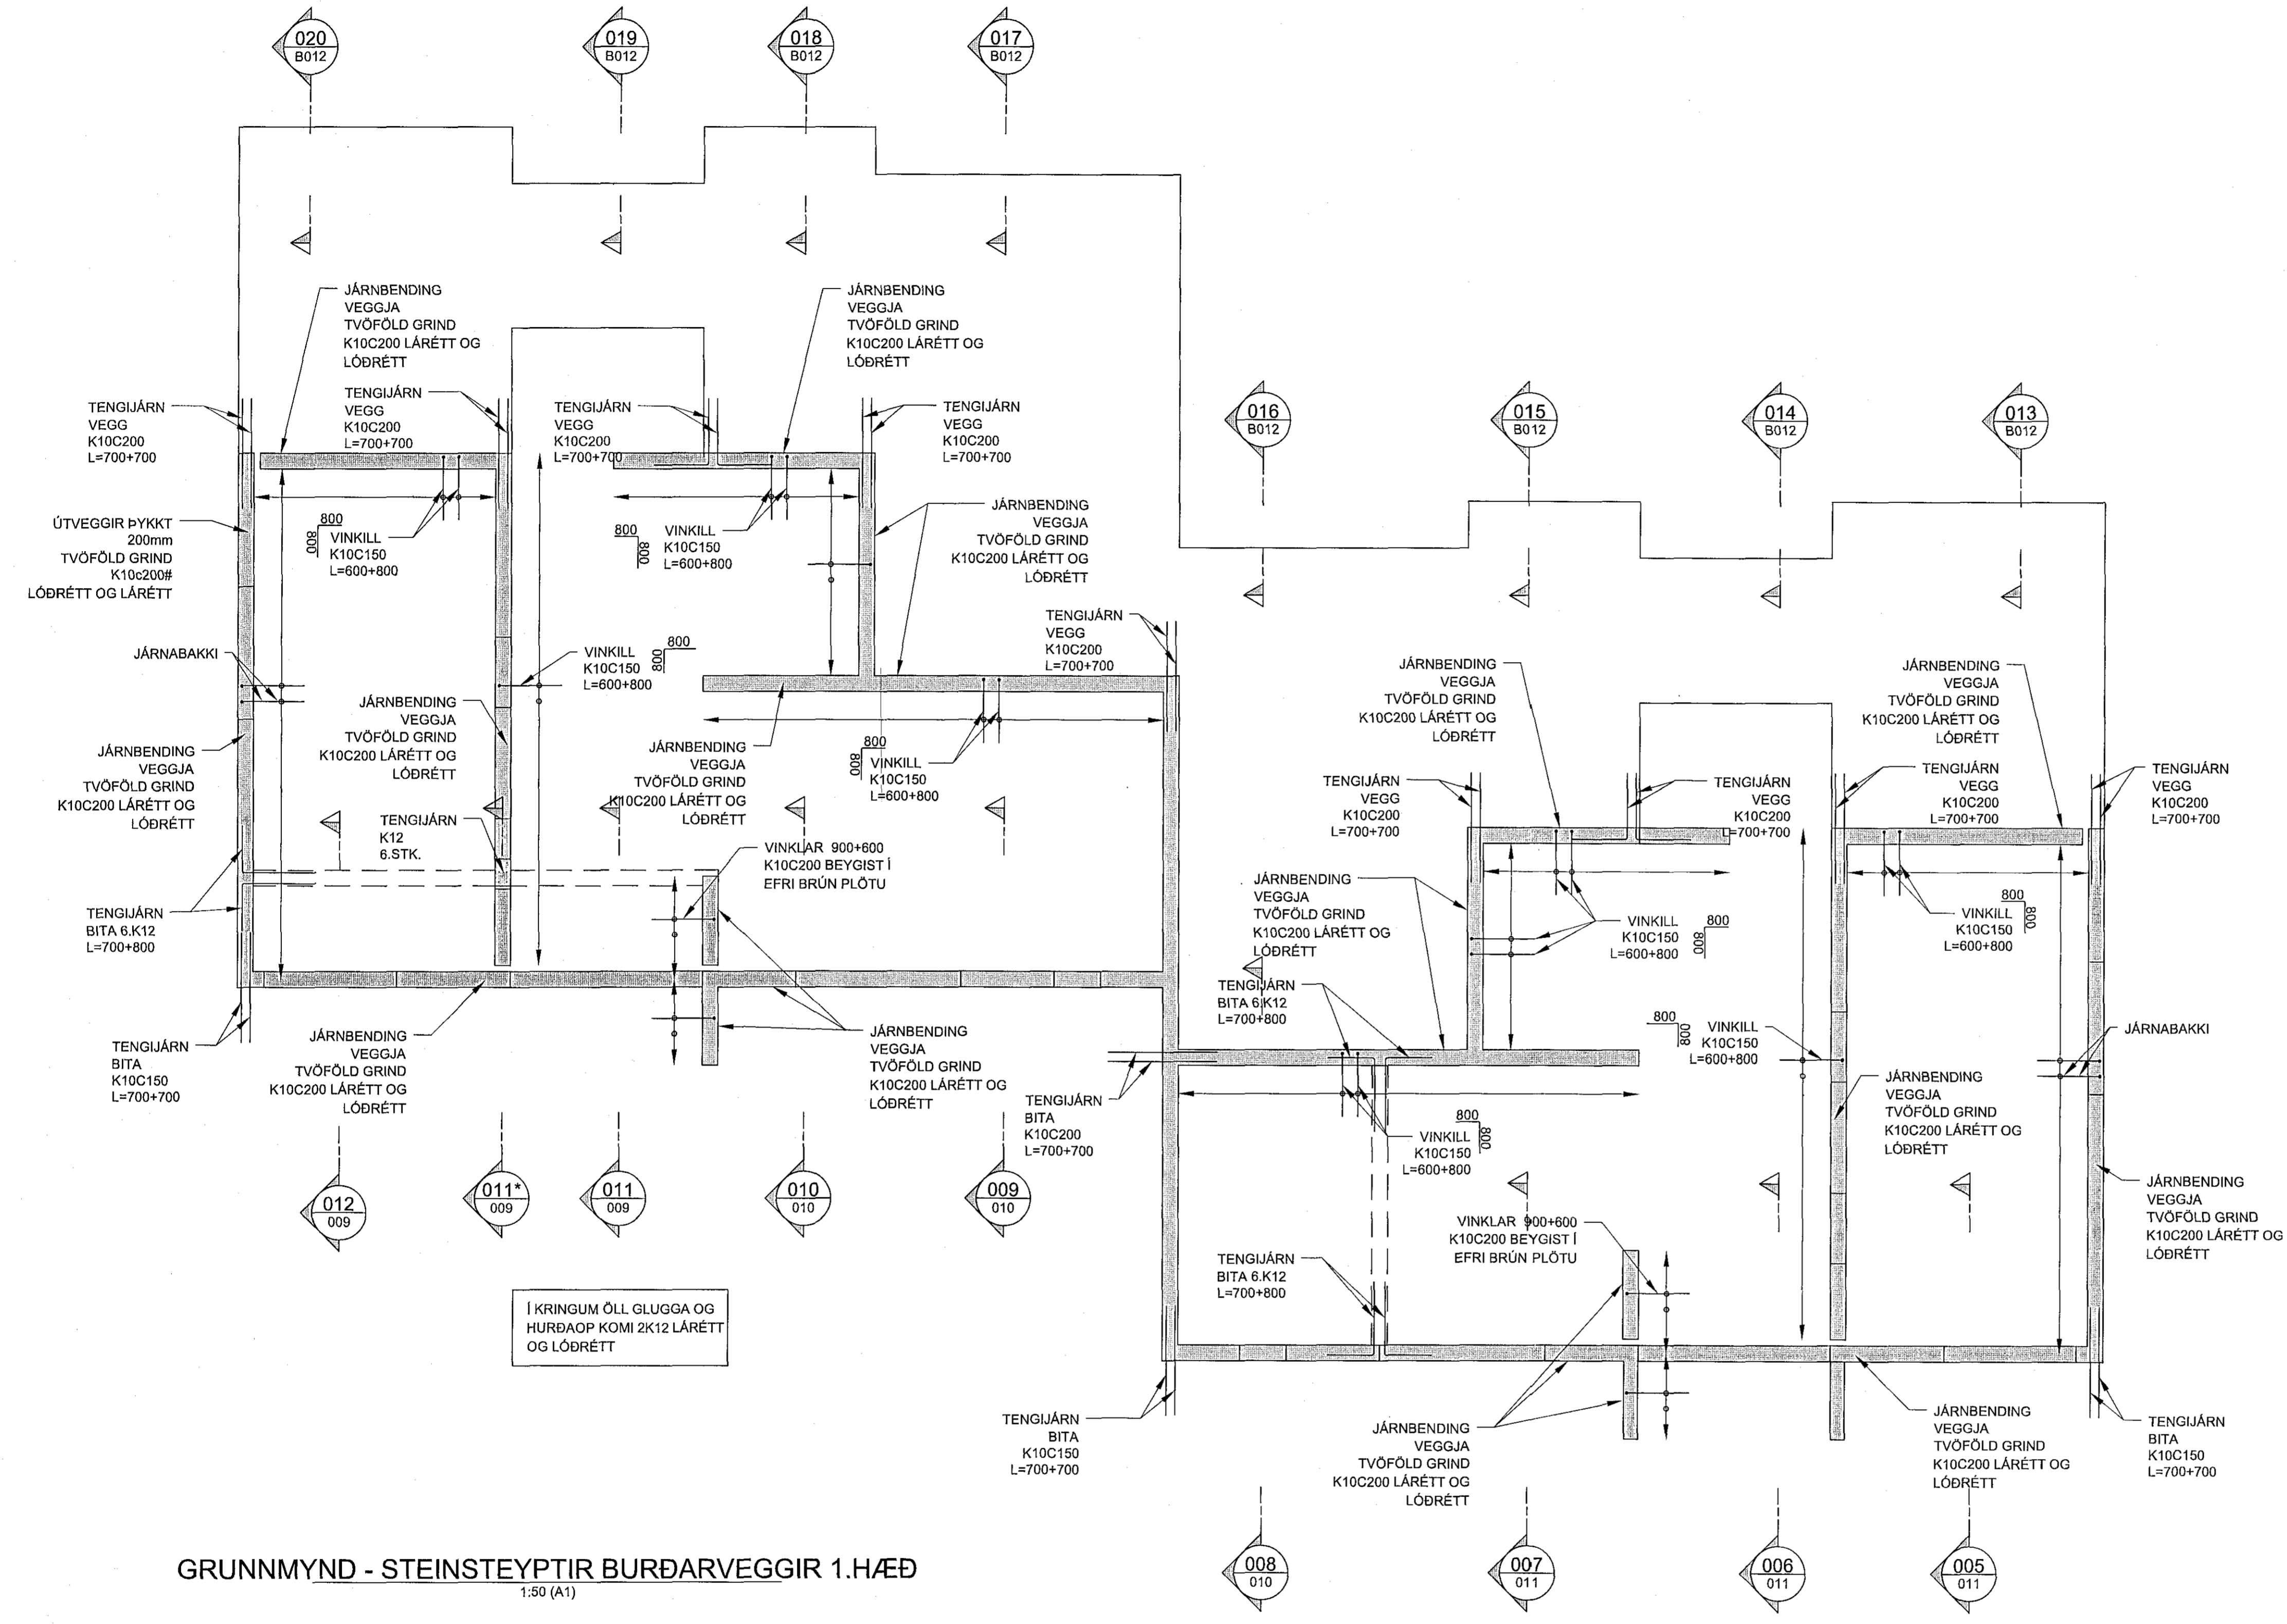 020
B012
019
B012
018
B012
017
B012
JÁRNBENDING
VEGGJA
TVÖFÖLD GRIND
K10C200 LÁRÉTT OG
LÓÐRÉTT
JÁRNBENDING
VEGGJA
TVÖFÖLD GRIND
K10C200 LÁRÉTT OG
LÓÐRÉTT
TENGIJÁRN
VEGG
K10C200
L=700+700
TENGIJÁRN
VEGG
K10C200
L=700+700
TENGIJÁRN
VEGG
K10C200
L=700+700
TENGIJÁRN
VEGG
K10C200
L=700+700
016
B012
015
B012
014
B012
013
B012
ÚTVEGGIR ÞYKKT
200mm
TVÖFÖLD GRIND
K10c200#
LÓÐRÉTT OG LÁRÉTT
800
800
VINKILL
K10C150
L=600+800
800
800
VINKILL
K10C150
L=600+800
JÁRNBENDING
VEGGJA
TVÖFÖLD GRIND
K10C200 LÁRÉTT OG
LÓÐRÉTT
TENGIJÁRN
VEGG
K10C200
L=700+700
JÁRNABAKKI
VINKILL
K10C150
L=600+800
800
800
JÁRNBENDING
VEGGJA
TVÖFÖLD GRIND
K10C200 LÁRÉTT OG
LÓÐRÉTT
JÁRNBENDING
VEGGJA
TVÖFÖLD GRIND
K10C200 LÁRÉTT OG
LÓÐRÉTT
JÁRNBENDING
VEGGJA
TVÖFÖLD GRIND
K10C200 LÁRÉTT OG
LÓÐRÉTT
800
800
VINKILL
K10C150
L=600+800
TENGIJÁRN
K12
6.STK.
VINKLAR 900+600
K10C200 BEYGIST Í
EFRI BRÚN PLÖTU
TENGIJÁRN
BITA 6.K12
L=700+800
JÁRNBENDING
VEGGJA
TVÖFÖLD GRIND
K10C200 LÁRÉTT OG
LÓÐRÉTT
JÁRNBENDING
VEGGJA
TVÖFÖLD GRIND
K10C200 LÁRÉTT OG
LÓÐRÉTT
TENGIJÁRN
VEGG
K10C200
L=700+700
TENGIJÁRN
VEGG
K10C200
L=700+700
TENGIJÁRN
VEGG
K10C200
L=700+700
TENGIJÁRN
VEGG
K10C200
L=700+700
JÁRNBENDING
VEGGJA
TVÖFÖLD GRIND
K10C200 LÁRÉTT OG
LÓÐRÉTT
VINKILL
K10C150
L=600+800
800
800
800
800
VINKILL
K10C150
L=600+800
TENGIJÁRN
BITA 6.K12
L=700+800
800
800
VINKILL
K10C150
L=600+800
JÁRNABAKKI
TENGIJÁRN
BITA
K10C150
L=700+700
JÁRNBENDING
VEGGJA
TVÖFÖLD GRIND
K10C200 LÁRÉTT OG
LÓÐRÉTT
JÁRNBENDING
VEGGJA
TVÖFÖLD GRIND
K10C200 LÁRÉTT OG
LÓÐRÉTT
TENGIJÁRN
BITA
K10C200
L=700+700
JÁRNBENDING
VEGGJA
TVÖFÖLD GRIND
K10C200 LÁRÉTT OG
LÓÐRÉTT
800
800
VINKILL
K10C150
L=600+800
012
009
011*
009
011
009
010
010
009
010
JÁRNBENDING
VEGGJA
TVÖFÖLD GRIND
K10C200 LÁRÉTT OG
LÓÐRÉTT
VINKLAR 900+600
K10C200 BEYGIST Í
EFRI BRÚN PLÖTU
TENGIJÁRN
BITA 6.K12
L=700+800
Í KRINGUM ÖLL GLUGGA OG
HURÐAOP KOMI 2K12 LÁRÉTT
OG LÓÐRÉTT
TENGIJÁRN
BITA
K10C150
L=700+700
JÁRNBENDING
VEGGJA
TVÖFÖLD GRIND
K10C200 LÁRÉTT OG
LÓÐRÉTT
JÁRNBENDING
VEGGJA
TVÖFÖLD GRIND
K10C200 LÁRÉTT OG
LÓÐRÉTT
TENGIJÁRN
BITA
K10C150
L=700+700
008
010
007
011
006
011
005
011
GRUNNMYND - STEINSTEYPTIR BURÐARVEGGIR 1.HÆÐ
1:50 (A1)